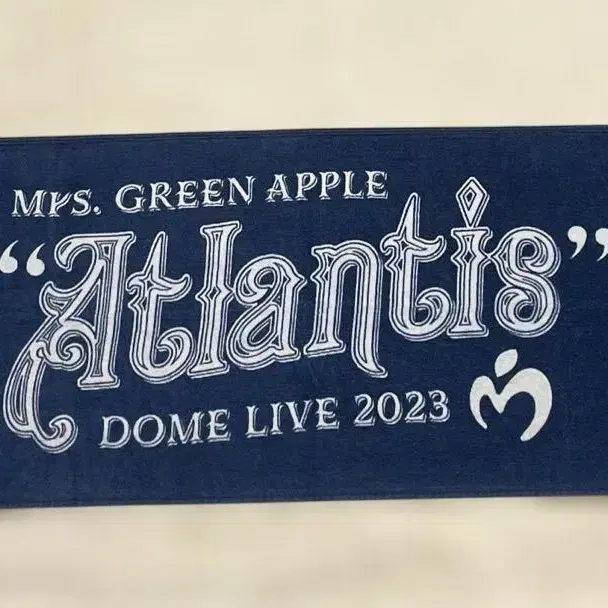 Mrs. GREEN APPLE
“Atlantis”
DOME LIVE 2023